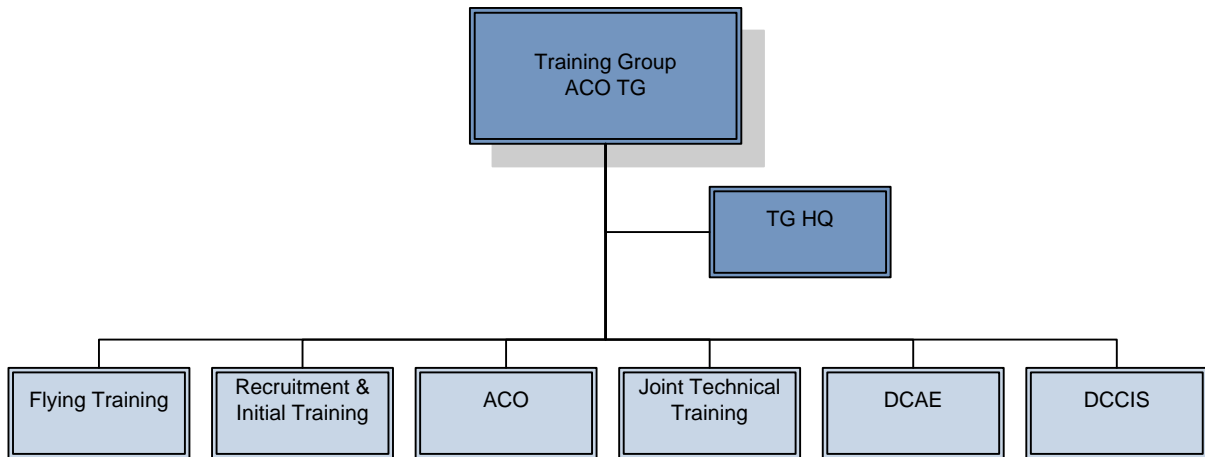 Training Group
ACO TG
TG HQ
Flying Training
Recruitment &
Initial Training
ACO
Joint Technical
Training
DCAE
DCCIS